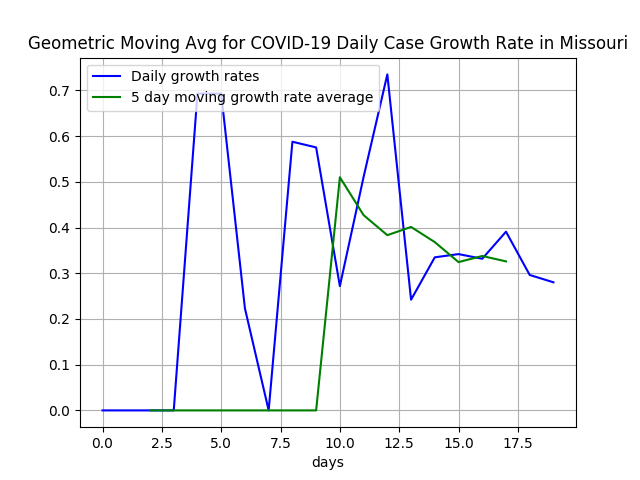 Geometric Moving Avg for COVID-19 Daily Case Growth Rate in Missouri
Daily growth rates
5 day moving growth rate average
0.7
0.6
0.5
0.4
0.3
0.2
0.1
0.0
0.0 2.5 5.0 7.5 10.0 12.5 15.0 17.5
days